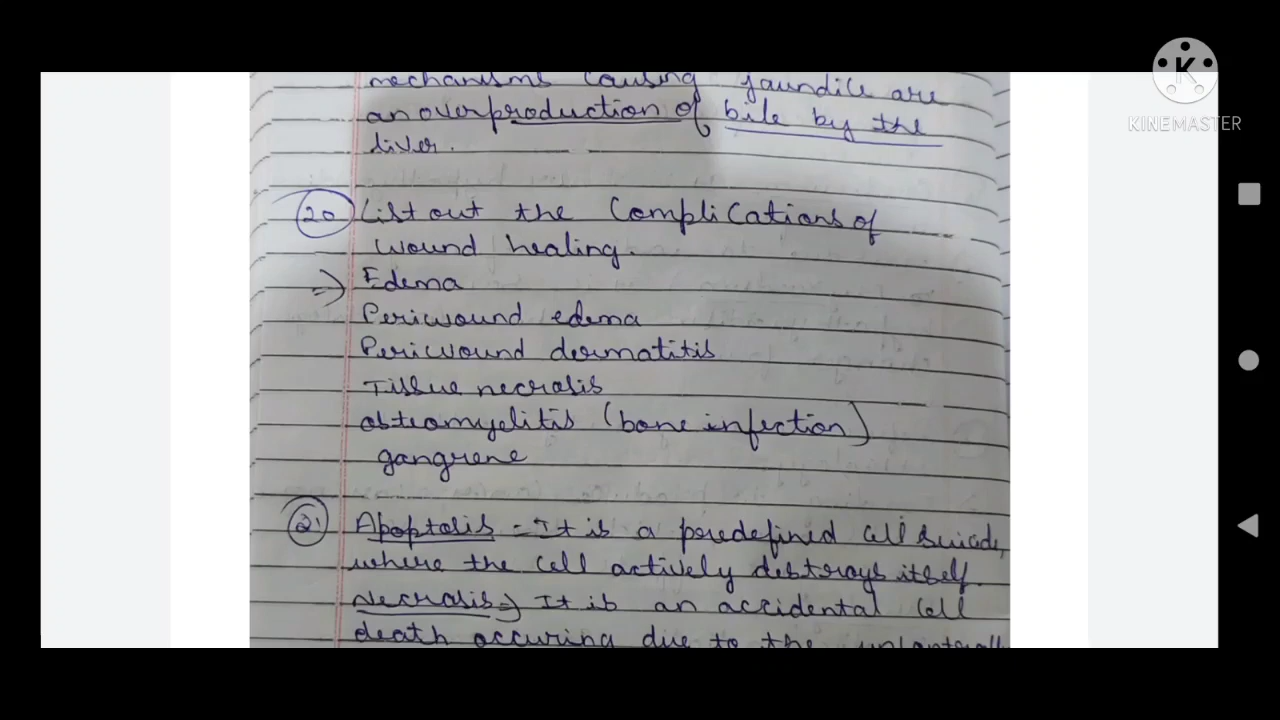 mechanisms causing jaundice are
an overproduction of bile by the
liver.
20 List out the Complications of
wound healing.
=> Edema
Periwound edema
Periwound dermatitis
Tissue necrosis
osteomyelitis (bone infection)
gangrene
21 Apoptosis - It is a predefined cell suicide,
where the cell actively destroys itself.
Necrosis => It is an accidental cell
death occuring due to the
K
KINEMASTER